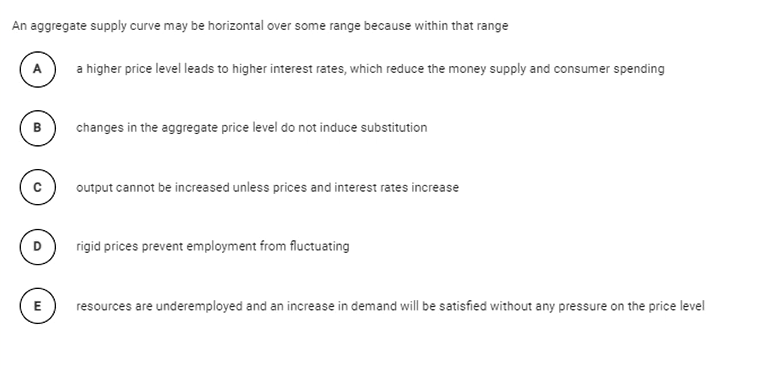 An aggregate supply curve may be horizontal over some range because within that range
A a higher price level leads to higher interest rates, which reduce the money supply and consumer spending
B changes in the aggregate price level do not induce substitution
C output cannot be increased unless prices and interest rates increase
D rigid prices prevent employment from fluctuating
E resources are underemployed and an increase in demand will be satisfied without any pressure on the price level